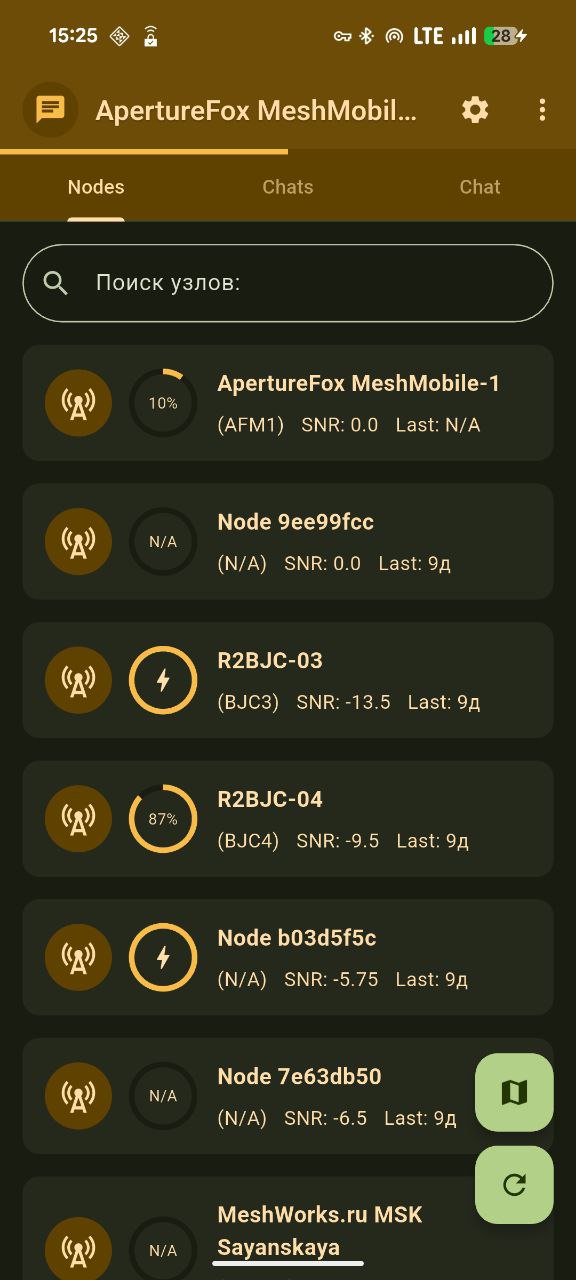 15:25
LTE
28
ApertureFox MeshMobil...
Nodes
Chats
Chat
Поиск узлов:
10%
ApertureFox MeshMobile-1
(AFM1) SNR: 0.0 Last: N/A
N/A
Node 9ee99fcc
(N/A) SNR: 0.0 Last: 9д
R2BJC-03
(BJC3) SNR: -13.5 Last: 9д
87%
R2BJC-04
(BJC4) SNR: -9.5 Last: 9д
Node b03d5f5c
(N/A) SNR: -5.75 Last: 9д
N/A
Node 7e63db50
(N/A) SNR: -6.5 Last: 9д
N/A
MeshWorks.ru MSK
Sayanskaya